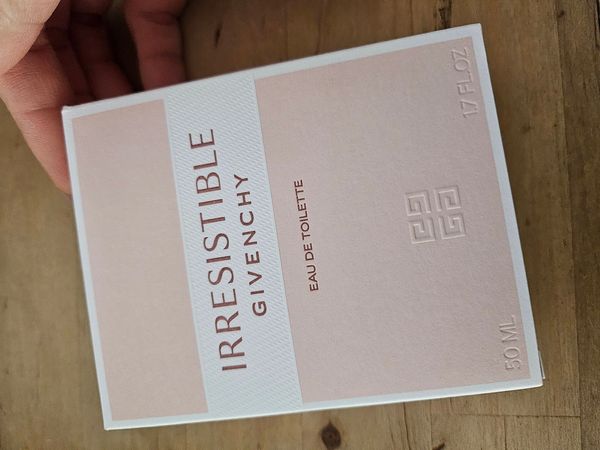 IRRESISTIBLE
GIVENCHY
EAU DE TOILETTE
50 ML
1.7 FL.OZ